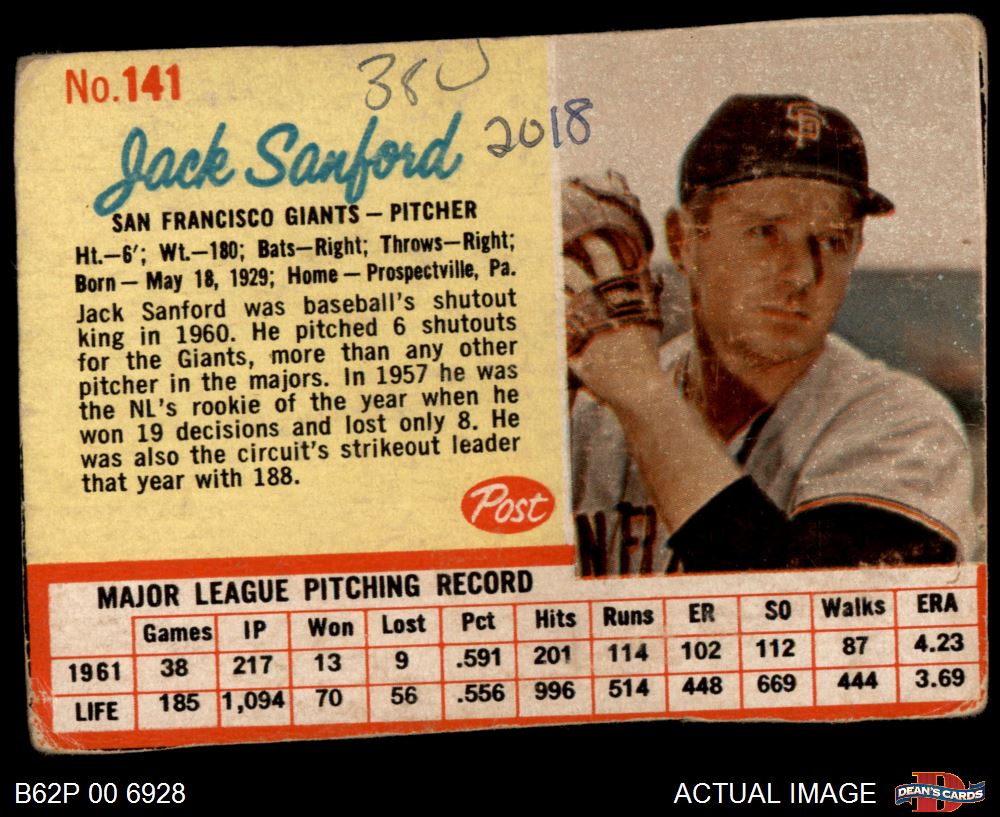 No.141
38
2018
Jack Sanford
SAN FRANCISCO GIANTS – PITCHER
Ht.—6′; Wt.—180; Bats—Right; Throws—Right;
Born— May 18, 1929; Home — Prospectville, Pa.
Jack Sanford was baseball's shutout
king in 1960. He pitched 6 shutouts
for the Giants, more than any other
pitcher in the majors. In 1957 he was
the NL's rookie of the year when he
won 19 decisions and lost only 8. He
was also the circuit's strikeout leader
that year with 188.
Post
SF
MAJOR LEAGUE PITCHING RECORD
Games IP Won Lost Pct Hits Runs ER SO Walks ERA
1961 38 217 13 9 .591 201 114 102 112 87 4.23
LIFE 185 1,094 70 56 .556 996 514 448 669 444 3.69
B62P 00 6928
ACTUAL IMAGE
D
DEAN'S CARDS